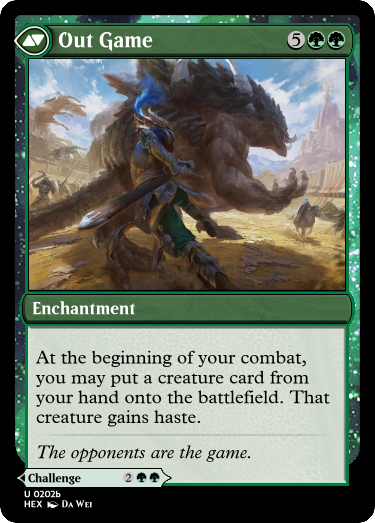 Out Game 5
Enchantment
At the beginning of your combat,
you may put a creature card from
your hand onto the battlefield. That
creature gains haste.
The opponents are the game.
Challenge 2
U 0202b
HEX Da Wei